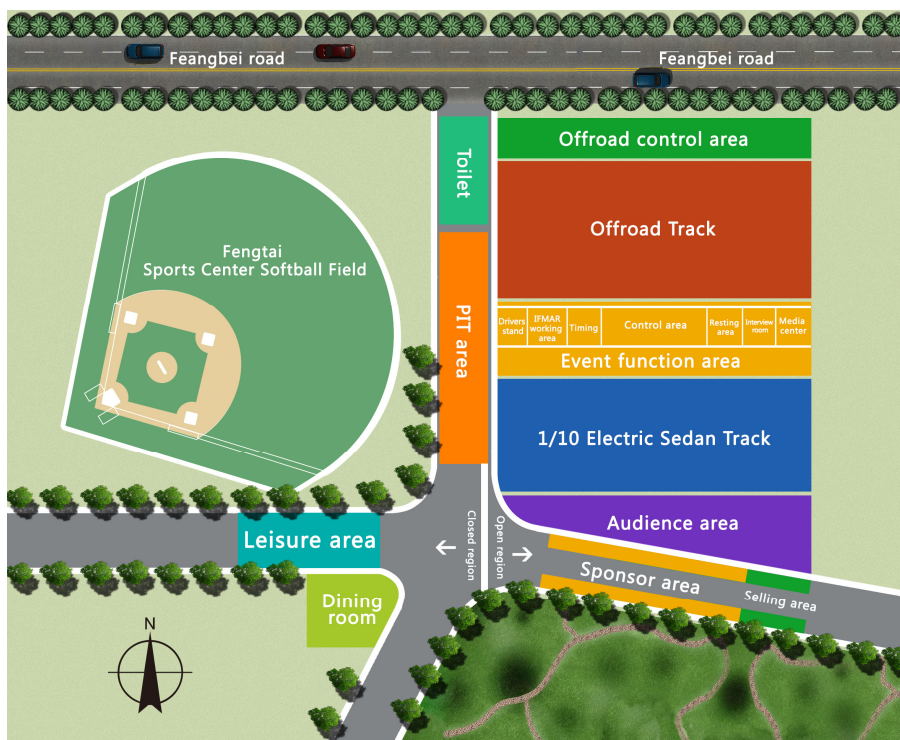 Feangbei road
Feangbei road
Toilet
Offroad control area
Offroad Track
Fengtai
Sports Center Softball Field
PIT area
Drivers
stand
IFMAR
working
area
Timing
Control area
Resting
area
Interview
room
Media
center
Event function area
1/10 Electric Sedan Track
Audience area
Closed region
Open region
Leisure area
Sponsor area
Selling area
Dining
room
N